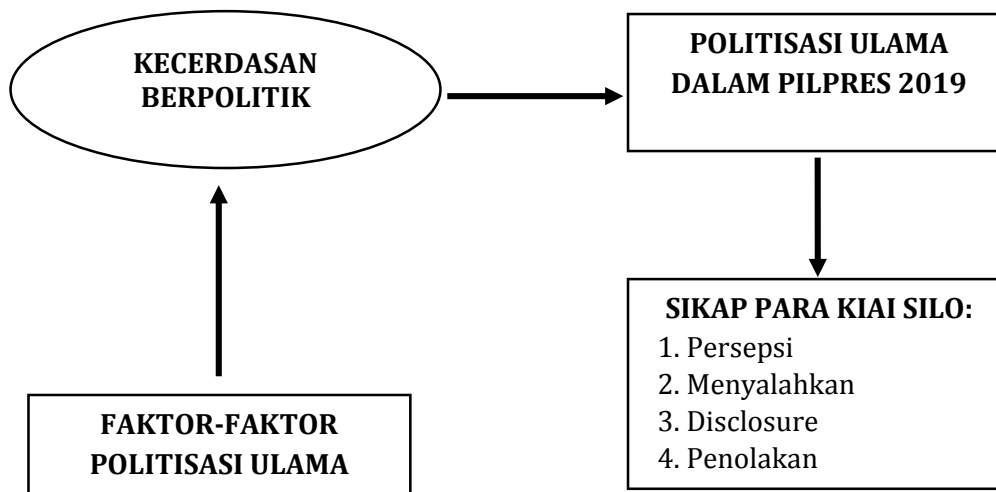 KECERDASAN
BERPOLITIK
POLITISASI ULAMA
DALAM PILPRES 2019
SIKAP PARA KIAI SILO:
1. Persepsi
2. Menyalahkan
3. Disclosure
4. Penolakan
FAKTOR-FAKTOR
POLITISASI ULAMA